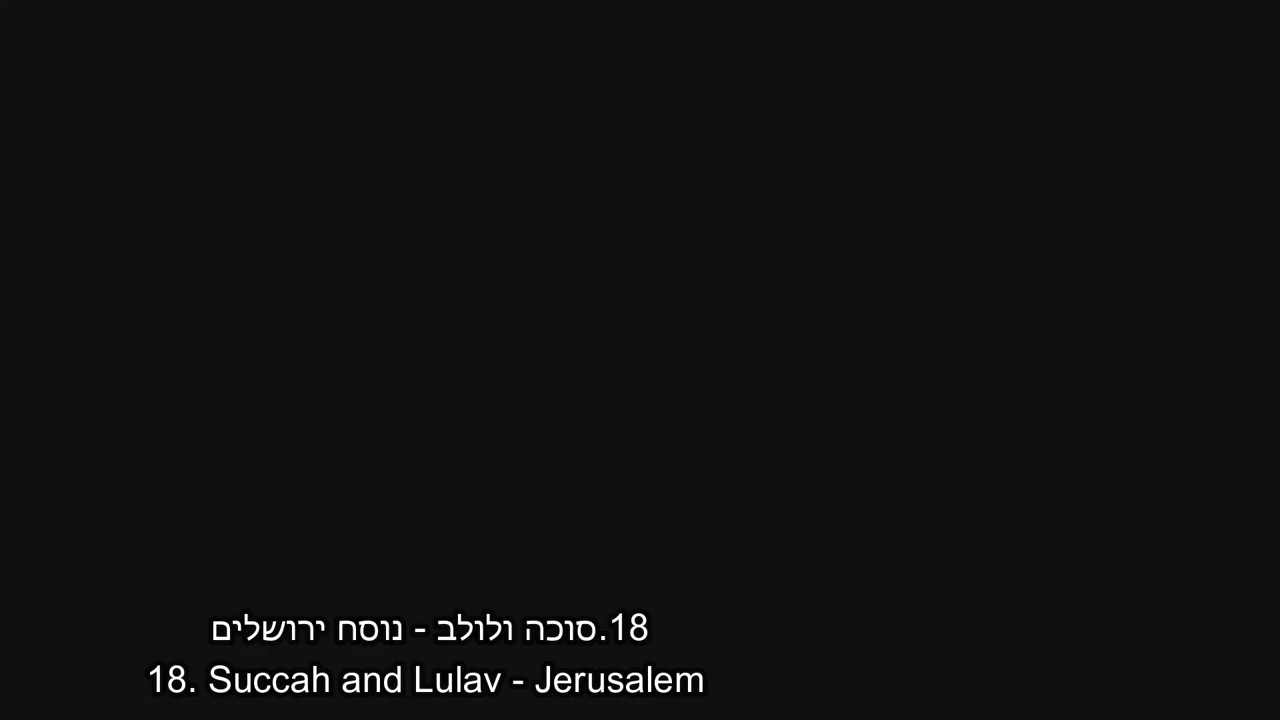 18.סוכה ולולב - נוסח ירושלים
18. Succah and Lulav - Jerusalem